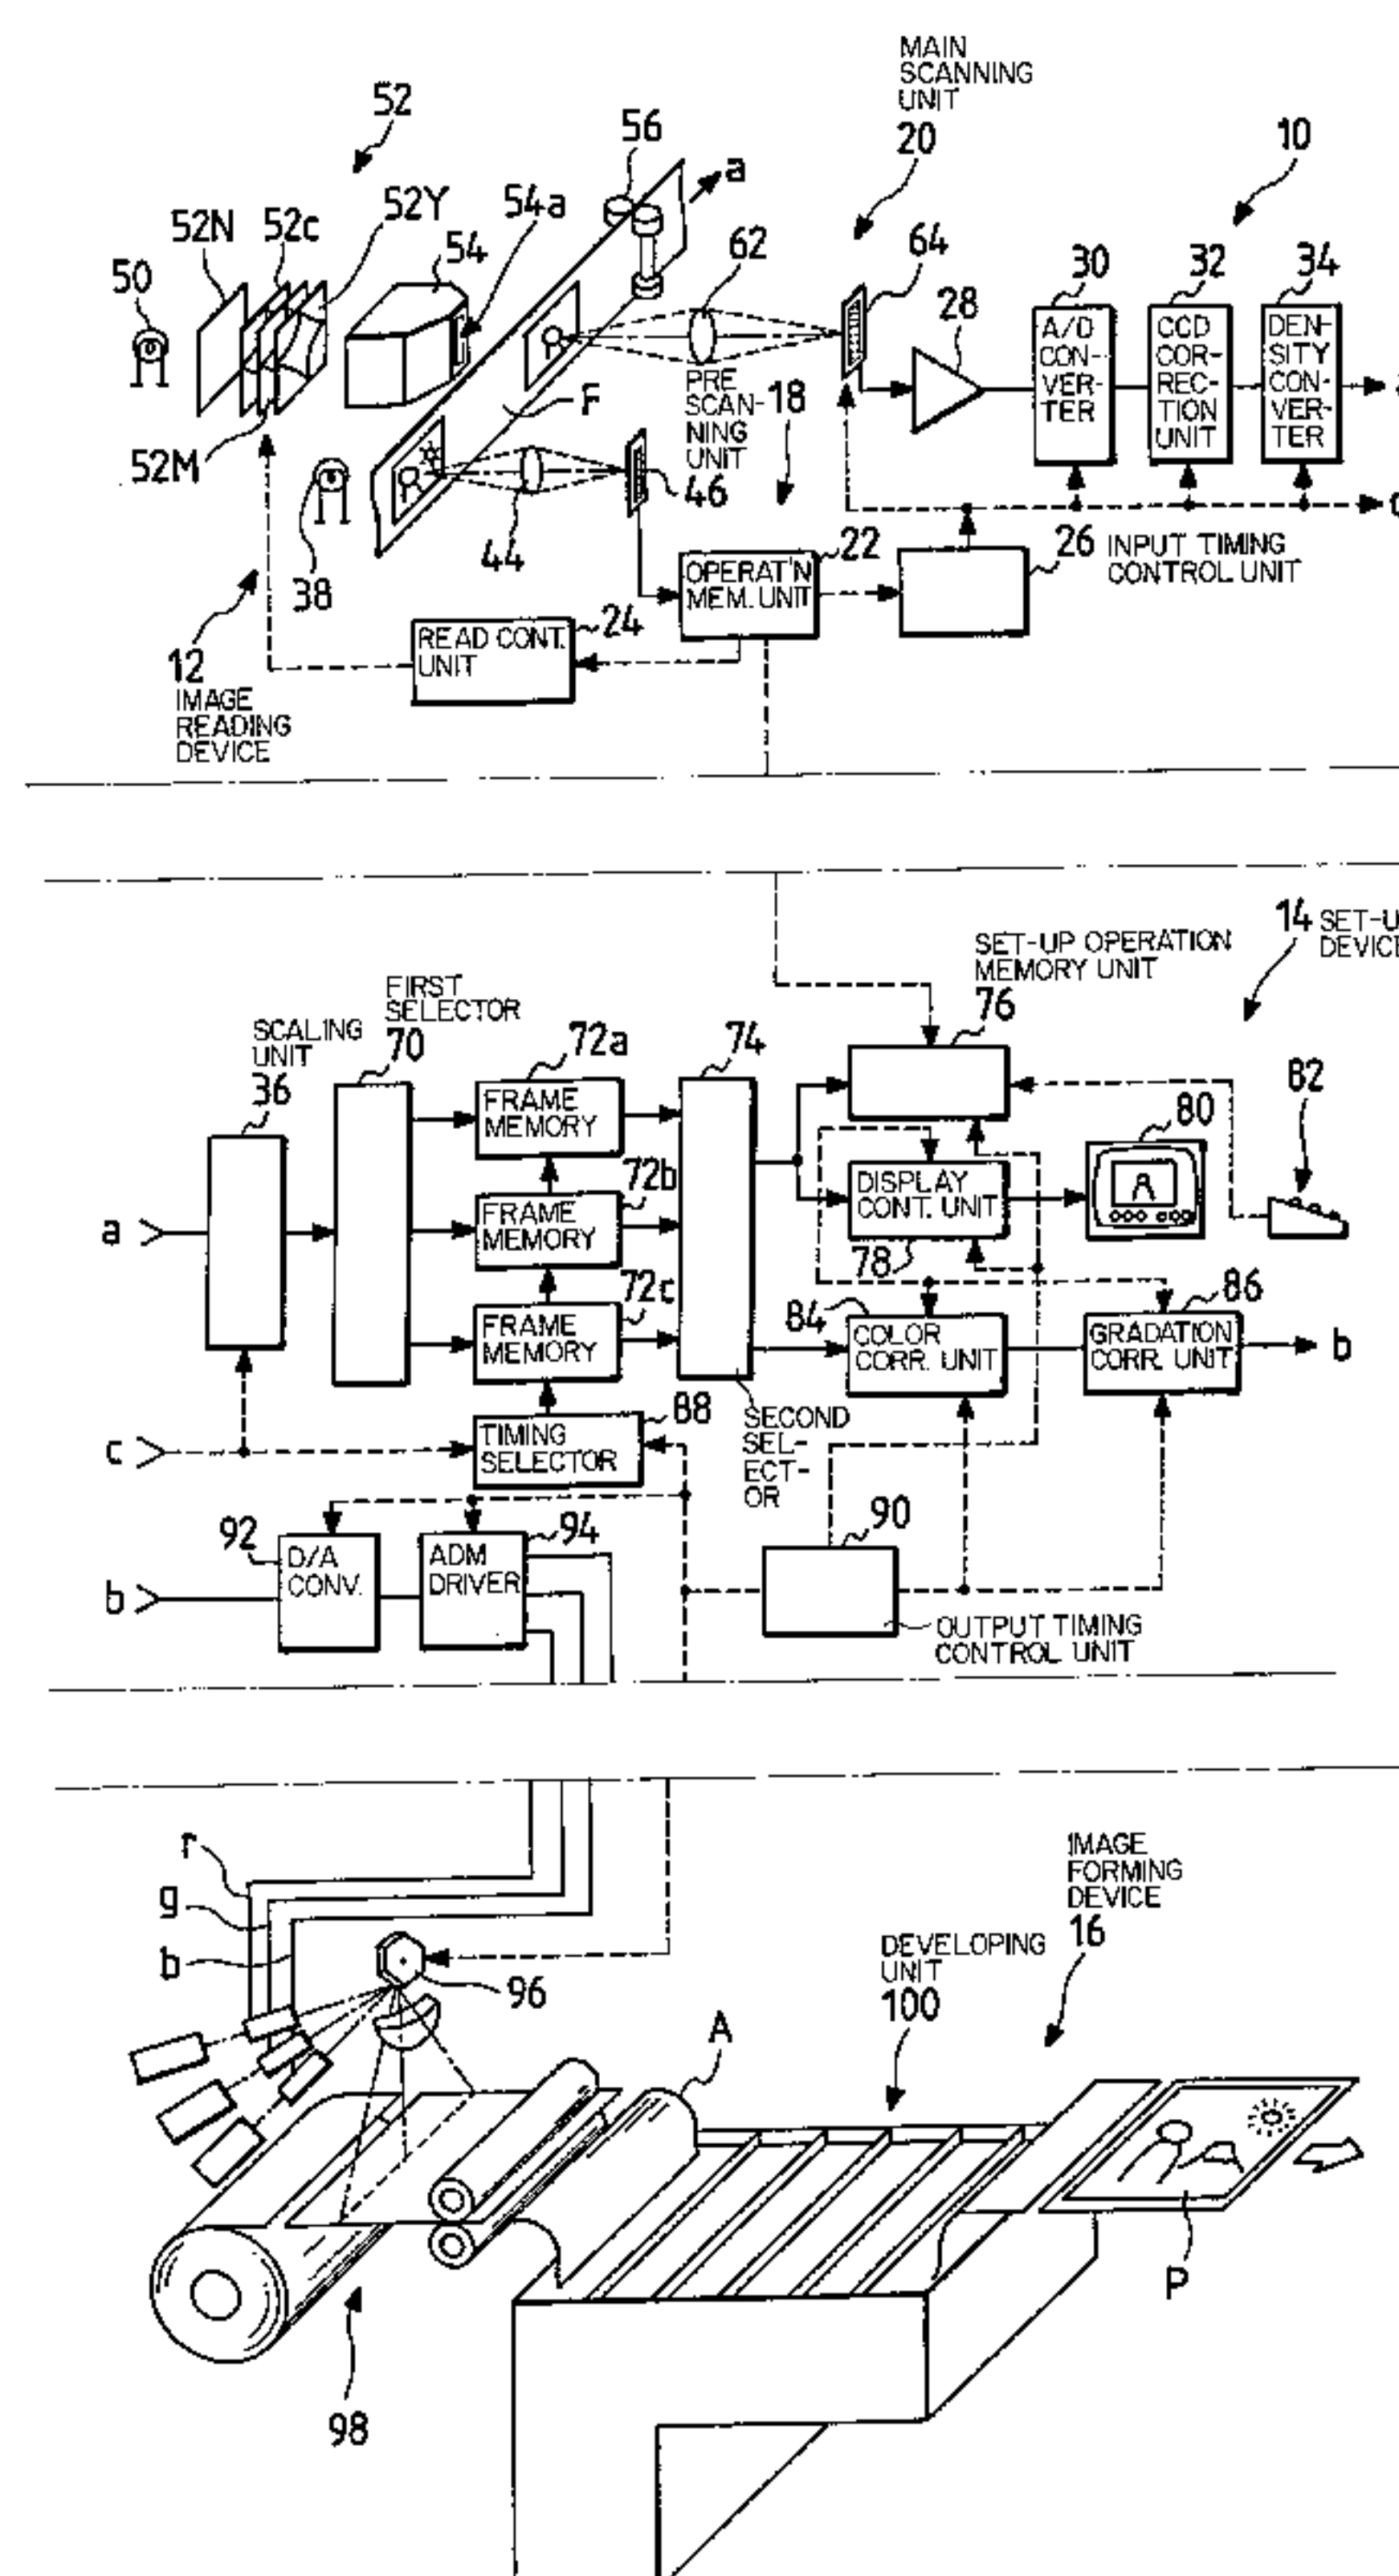 MAIN
SCANNING
UNIT
20
52
56
a
10
52N
52c
52Y
54a
54
62
64
50
28
30
32
34
A/D
CON-
VER-
TER
CCD
COR-
REC-
TION
UNIT
DEN-
SITY
CON-
VER-
TER
a
PRE
SCAN-
NING
UNIT
18
F
52M
46
c
38
44
22
OPERAT'N
MEM. UNIT
26
INPUT TIMING
CONTROL UNIT
24
READ CONT.
UNIT
12
IMAGE
READING
DEVICE
14
SET-U
DEVICE
SET-UP OPERATION
MEMORY UNIT
76
FIRST
SELECTOR
70
SCALING
UNIT
36
72a
FRAME
MEMORY
74
82
80
A
72b
FRAME
MEMORY
DISPLAY
CONT. UNIT
78
a
72c
FRAME
MEMORY
84
COLOR
CORR. UNIT
86
GRADATION
CORR. UNIT
b
88
TIMING
SELECTOR
SECOND
SEL-
ECT-
OR
c
92
D/A
CONV.
94
ADM
DRIVER
90
b
OUTPUT TIMING
CONTROL UNIT
r
g
b
96
IMAGE
FORMING
DEVICE
16
DEVELOPING
UNIT
100
A
P
98